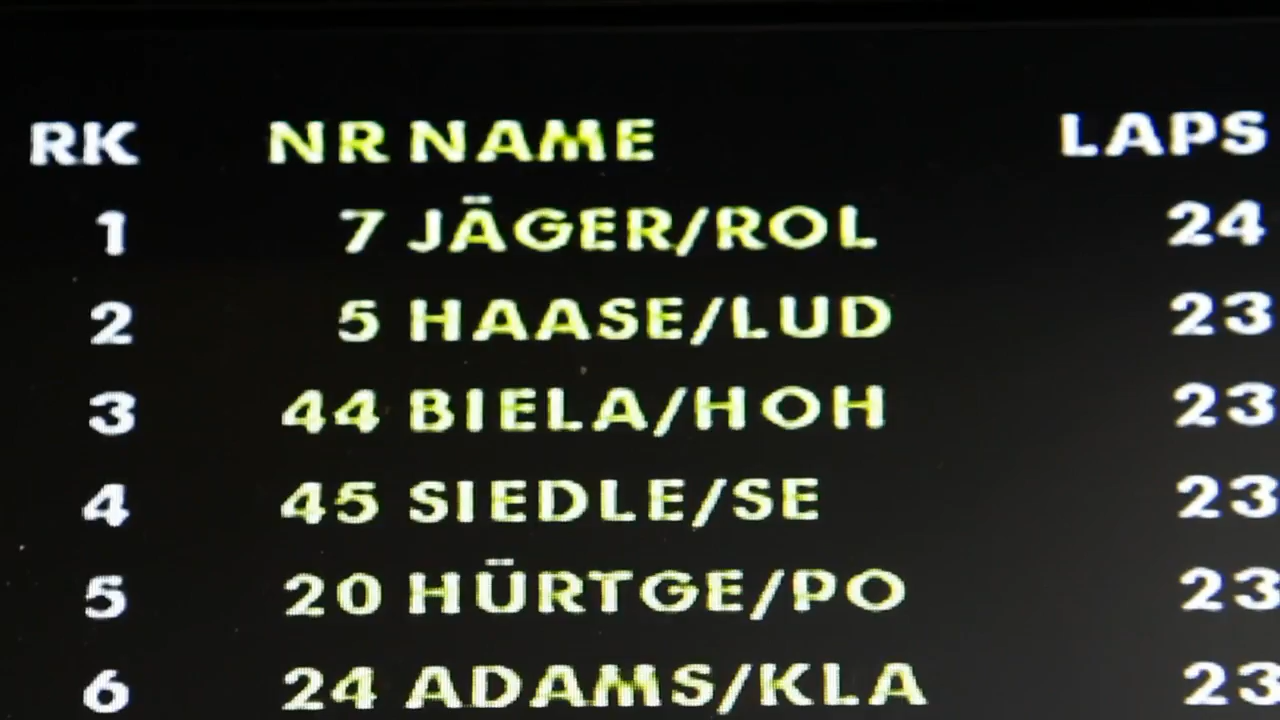 RK NR NAME LAPS
1 7 JÄGER/ROL 24
2 5 HAASE/LUD 23
3 44 BIELA/HOH 23
4 45 SIEDLE/SE 23
5 20 HÜRTGE/PO 23
6 24 ADAMS/KLA 23